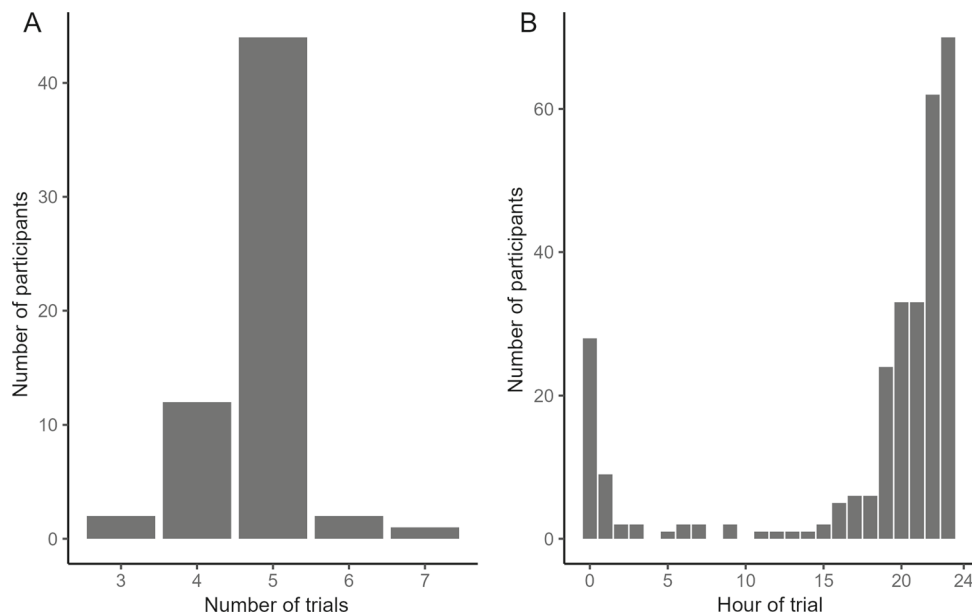 A
Number of participants
40
30
20
10
0
3 4 5 6 7
Number of trials
B
Number of participants
60
40
20
0
0 5 10 15 20 24
Hour of trial